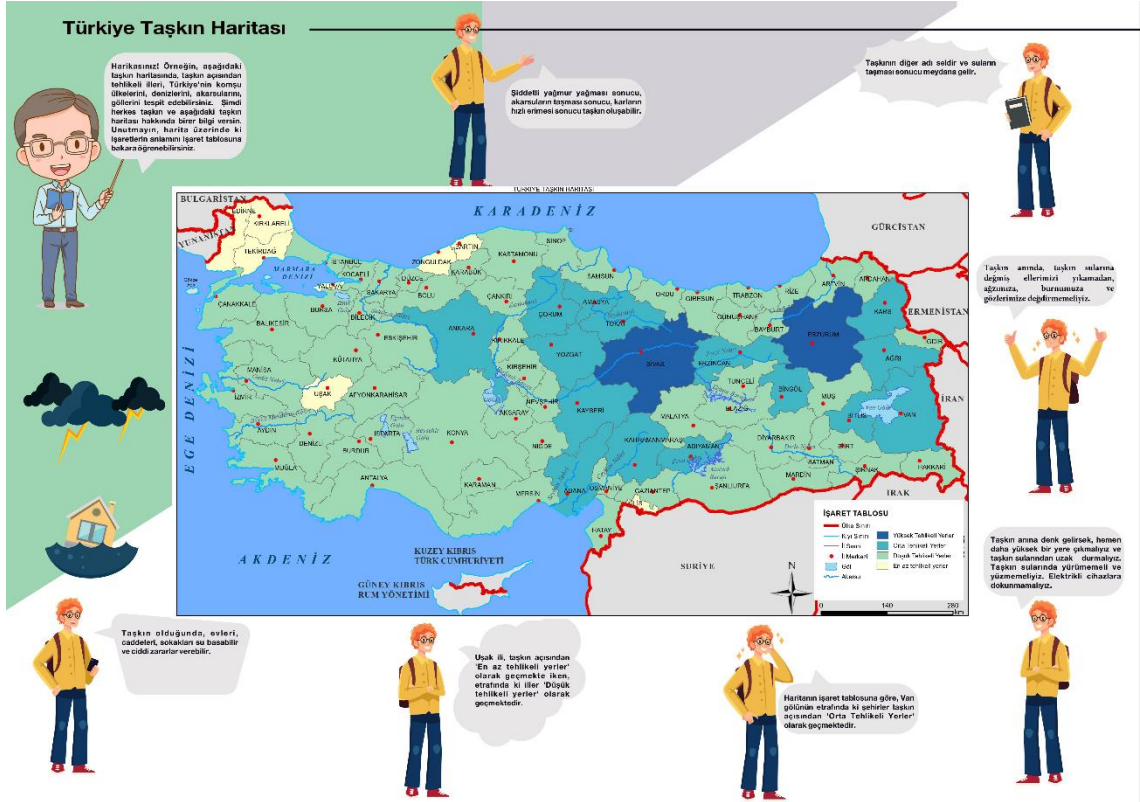 Türkiye Taşkın Haritası
Harikasınız! Örneğin, aşağıdaki
taşkın haritasında, taşkın açısından
tehlikeli illeri, Türkiye'nin komşu
ülkelerini, denizlerini, akarsularını,
göllerini tespit edebilirsiniz. Şimdi
herkes taşkın ve aşağıdaki taşkın
haritası hakkında birer bilgi versin.
Unutmayın, harita üzerinde ki
işaretlerin anlamını işaret tablosuna
bakara öğrenebilirsiniz.
Şiddetli yağmur yağması sonucu,
akarsuların taşması sonucu, karların
hızlı erimesi sonucu taşkın oluşabilir.
Taşkının diğer adı seldir ve suların
taşması sonucu meydana gelir.
TÜRKİYE TAŞKIN HARİTASI
BULGARİSTAN
YUNANİSTAN
KARADENİZ
GÜRCİSTAN
ERMENİSTAN
İRAN
IRAK
SURİYE
EGE DENİZİ
AKDENİZ
MARMARA
DENİZİ
KUZEY KIBRIS
TÜRK CUMHURİYETİ
GÜNEY KIBRIS
RUM YÖNETİMİ
EDİRNE
KIRKLARELİ
TEKİRDAĞ
İSTANBUL
KOCAELİ
YALOVA
SAKARYA
DÜZCE
BOLU
ZONGULDAK
BARTIN
KARABÜK
KASTAMONU
SİNOP
SAMSUN
ORDU
GİRESUN
TRABZON
RİZE
ARTVİN
ARDAHAN
ÇANAKKALE
BALIKESİR
BURSA
BİLECİK
ESKİŞEHİR
ANKARA
ÇANKIRI
ÇORUM
AMASYA
TOKAT
GÜMÜŞHANE
BAYBURT
ERZURUM
KARS
IĞDIR
AĞRI
KÜTAHYA
KIRIKKALE
YOZGAT
SİVAS
ERZİNCAN
MANİSA
İZMİR
UŞAK
AFYONKARAHİSAR
KIRŞEHİR
NEVŞEHİR
KAYSERİ
TUNCELİ
BİNGÖL
MUŞ
BİTLİS
VAN
Van Gölü
AYDIN
DENİZLİ
ISPARTA
BURDUR
KONYA
AKSARAY
NİĞDE
MALATYA
ELAZIĞ
DİYARBAKIR
BATMAN
SİİRT
ŞIRNAK
HAKKARİ
MUĞLA
ANTALYA
KARAMAN
MERSİN
ADANA
OSMANİYE
KAHRAMANMARAŞ
ADIYAMAN
GAZİANTEP
ŞANLIURFA
MARDİN
HATAY
İŞARET TABLOSU
Ülke Sınırı
Kıyı Sınırı
İl Sınırı
İl Merkezi
Göl
Akarsu
Yüksek Tehlikeli Yerler
Orta Tehlikeli Yerler
Düşük Tehlikeli Yerler
En az tehlikeli yerler
N
0 140 280
km
Taşkın anında, taşkın sularına
değmiş ellerimizi yıkamadan,
ağzımıza, burnumuza ve
gözlerimize değdirmemeliyiz.
Taşkın anına denk gelirsek, hemen
daha yüksek bir yere çıkmalıyız ve
taşkın sularından uzak durmalıyız.
Taşkın sularında yürümemeli ve
yüzmemeliyiz. Elektrikli cihazlara
dokunmamalıyız.
Taşkın olduğunda, evleri,
caddeleri, sokakları su basabilir
ve ciddi zararlar verebilir.
Uşak ili, taşkın açısından
'En az tehlikeli yerler'
olarak geçmekte iken,
etrafında ki iller 'Düşük
tehlikeli yerler' olarak
geçmektedir.
Haritanın işaret tablosuna göre, Van
gölünün etrafında ki şehirler taşkın
açısından 'Orta Tehlikeli Yerler'
olarak geçmektedir.